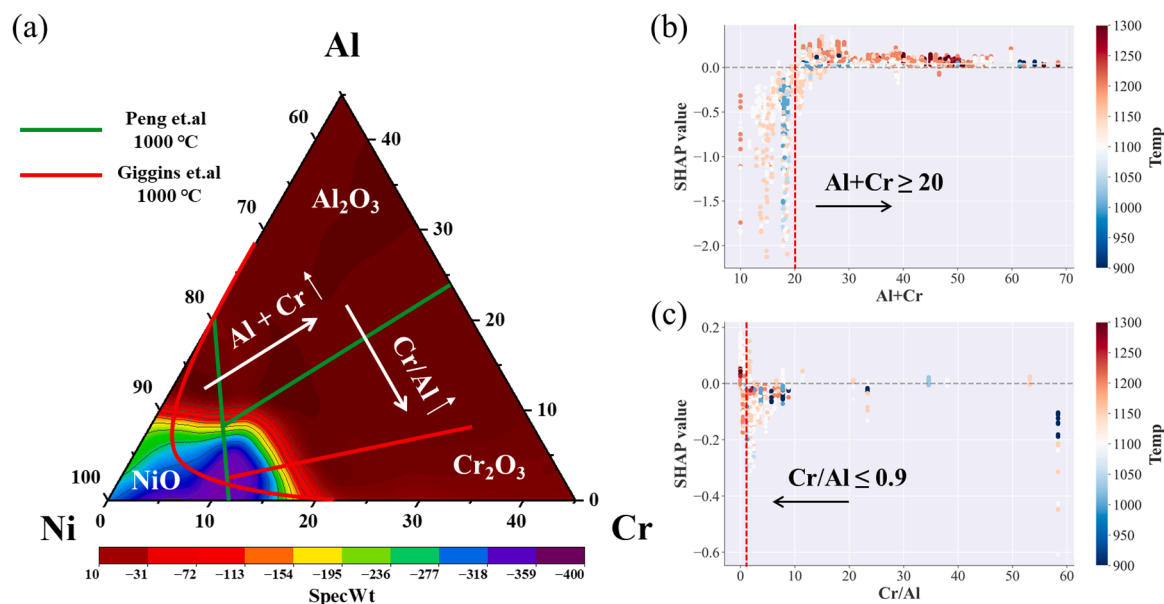 (a)
Al
Peng et.al
1000 °C
Giggins et.al
1000 °C
60
40
Al₂O₃
70
30
80
Al + Cr ↑
20
Cr/Al ↑
90
10
Cr₂O₃
100
NiO
0
0
10
20
30
40
45
Ni
Cr
10
−31
−72
−113
−154
−195
−236
−277
−318
−359
−400
SpecWt
(b)
0.0
−0.5
−1.0
−1.5
−2.0
SHAP value
Al+Cr ≥ 20
10
20
30
40
50
60
70
Al+Cr
1300
1250
1200
1150
1100
1050
1000
950
900
Temp
(c)
0.2
0.0
−0.2
−0.4
−0.6
SHAP value
Cr/Al ≤ 0.9
0
10
20
30
40
50
60
Cr/Al
1300
1250
1200
1150
1100
1050
1000
950
900
Temp